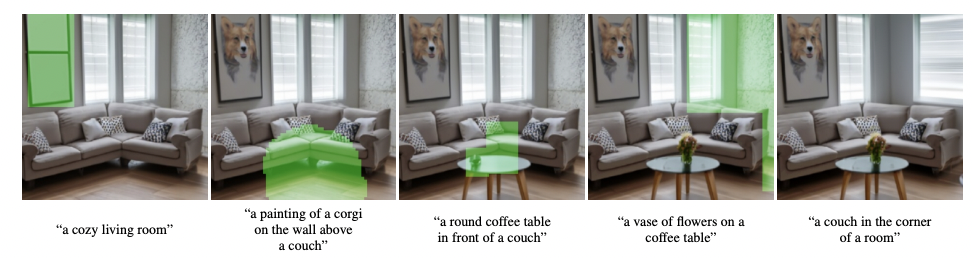 “a cozy living room”
“a painting of a corgi
on the wall above
a couch”
“a round coffee table
in front of a couch”
“a vase of flowers on a
coffee table”
“a couch in the corner
of a room”